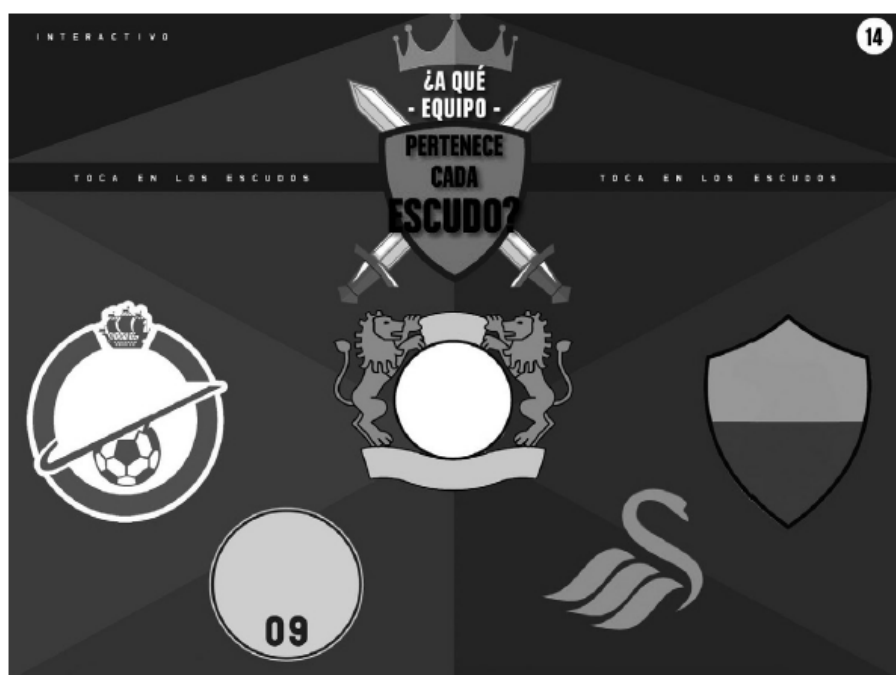 INTERACTIVO
14
¿A QUÉ
- EQUIPO -
PERTENECE
CADA
ESCUDO?
TOCA EN LOS ESCUDOS
TOCA EN LOS ESCUDOS
09